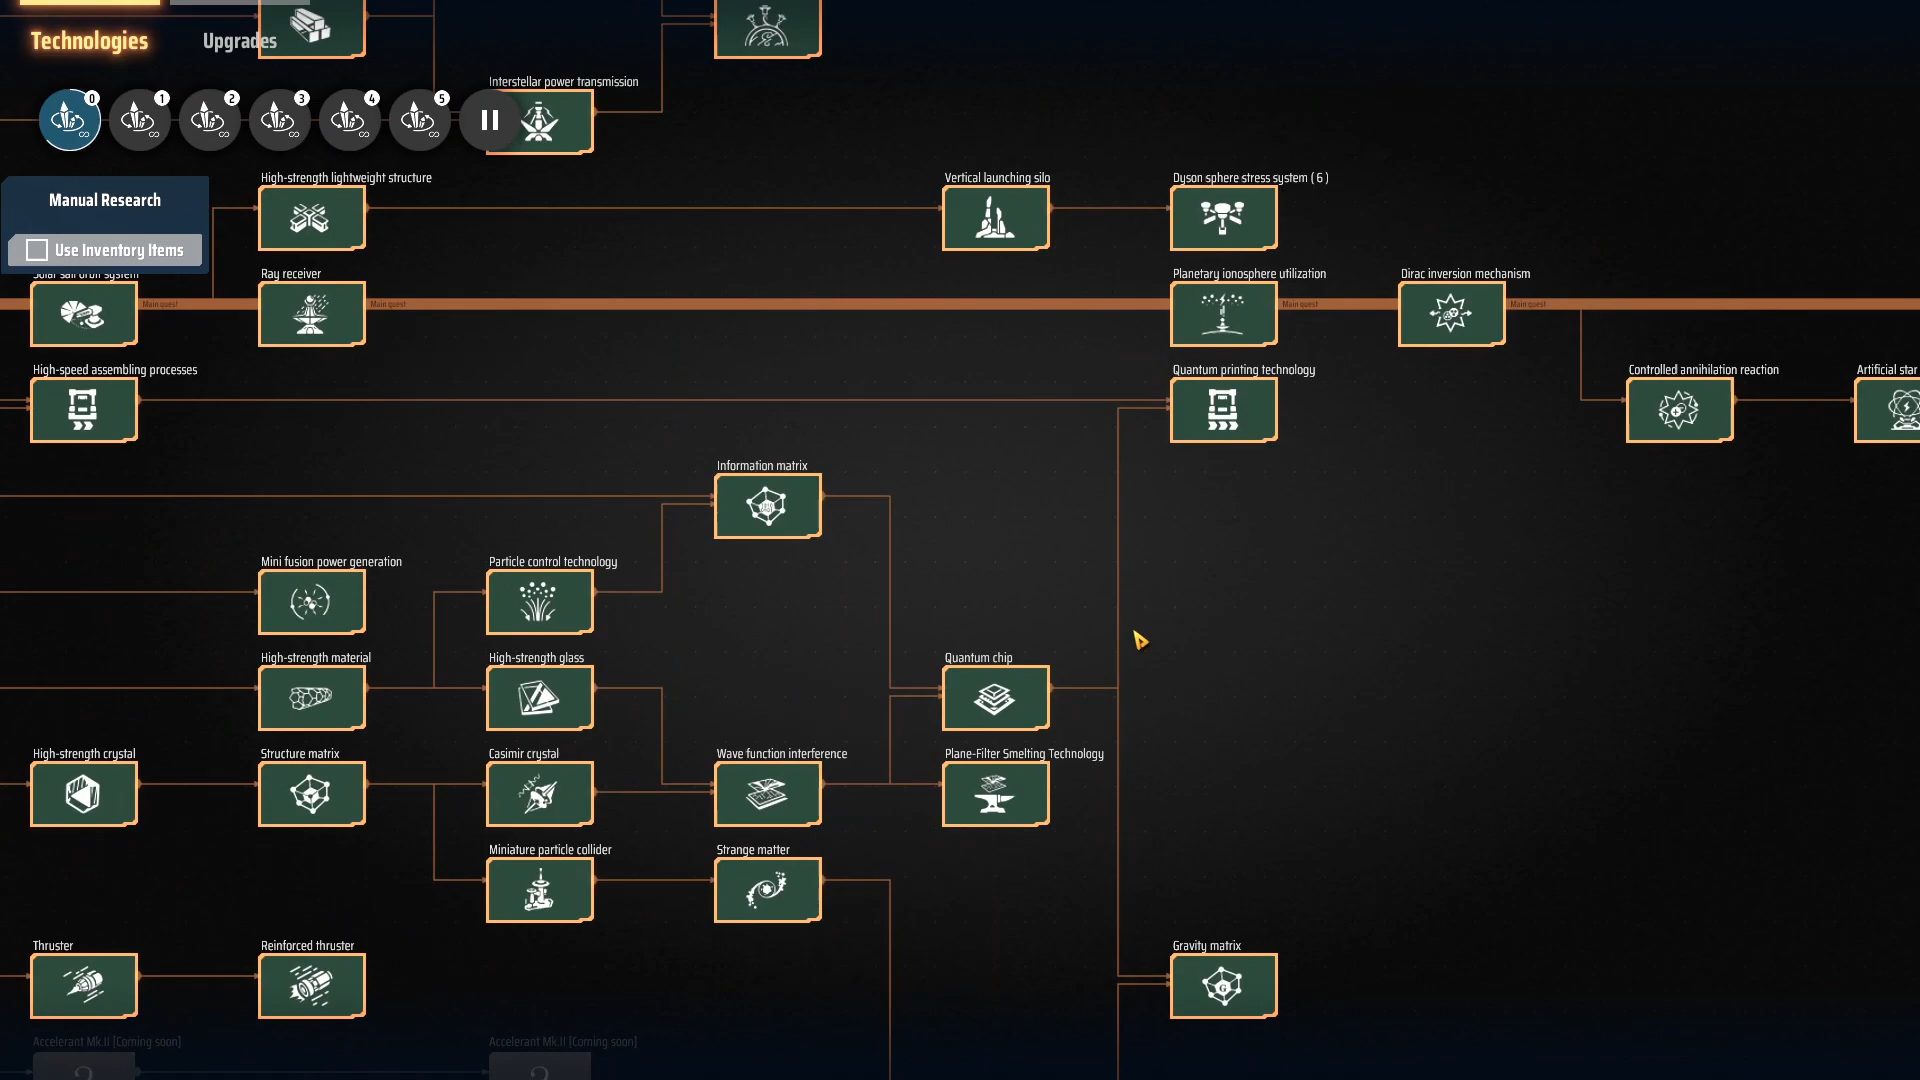 Technologies
Upgrades
Interstellar power transmission
0
1
2
3
4
5
High-strength lightweight structure
Vertical launching silo
Dyson sphere stress system ( 6 )
Manual Research
Use Inventory Items
Solar sail orbit system
Ray receiver
Planetary ionosphere utilization
Dirac inversion mechanism
Main quest
Main quest
Main quest
Main quest
High-speed assembling processes
Quantum printing technology
Controlled annihilation reaction
Artificial star
Information matrix
Mini fusion power generation
Particle control technology
High-strength material
High-strength glass
Quantum chip
High-strength crystal
Structure matrix
Casimir crystal
Wave function interference
Plane-Filter Smelting Technology
Miniature particle collider
Strange matter
Thruster
Reinforced thruster
Gravity matrix
G
Accelerant Mk.II [Coming soon]
Accelerant Mk.II [Coming soon]
?
?